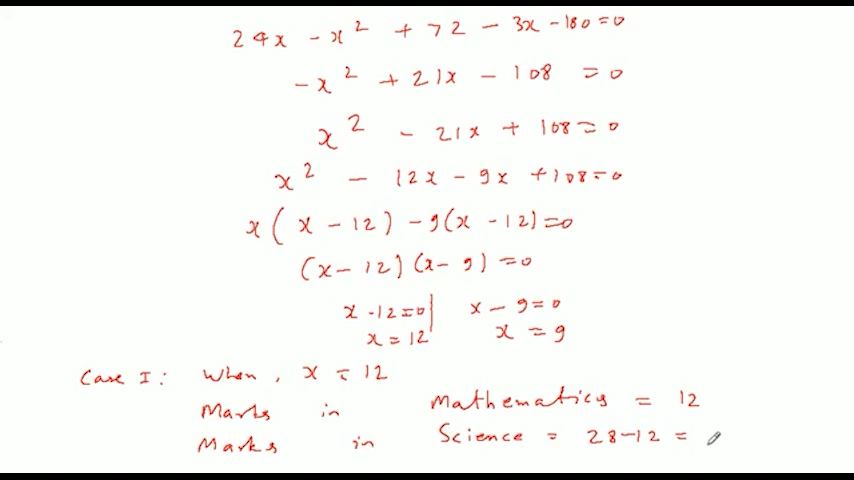 24x - x² + 72 - 3x - 180 = 0
-x² + 21x - 108 = 0
x² - 21x + 108 = 0
x² - 12x - 9x + 108 = 0
x(x - 12) - 9(x - 12) = 0
(x - 12)(x - 9) = 0
x - 12 = 0 | x - 9 = 0
x = 12 | x = 9
Case I: When, x = 12
Marks in Mathematics = 12
Marks in Science = 28 - 12 =